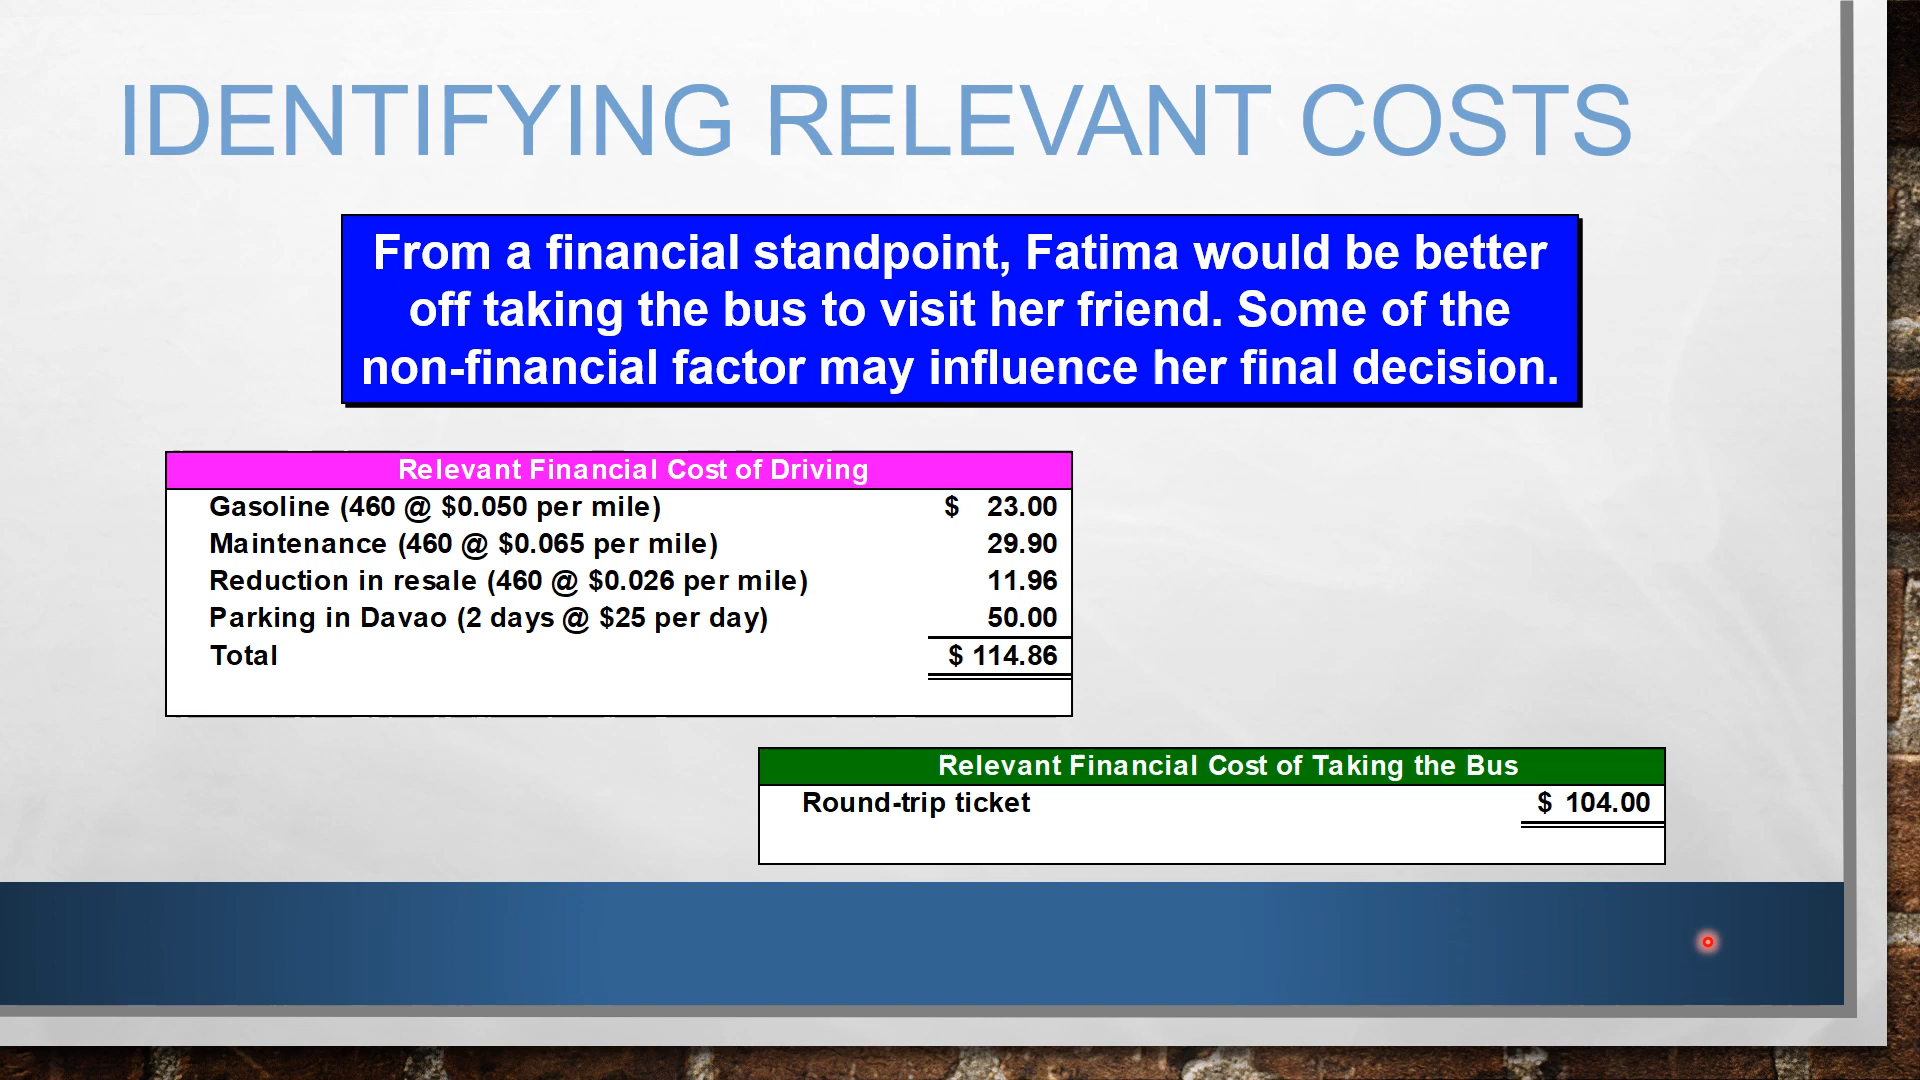 IDENTIFYING RELEVANT COSTS
From a financial standpoint, Fatima would be better
off taking the bus to visit her friend. Some of the
non-financial factor may influence her final decision.
Relevant Financial Cost of Driving
Gasoline (460 @ $0.050 per mile) $ 23.00
Maintenance (460 @ $0.065 per mile) 29.90
Reduction in resale (460 @ $0.026 per mile) 11.96
Parking in Davao (2 days @ $25 per day) 50.00
Total $ 114.86
Relevant Financial Cost of Taking the Bus
Round-trip ticket $ 104.00